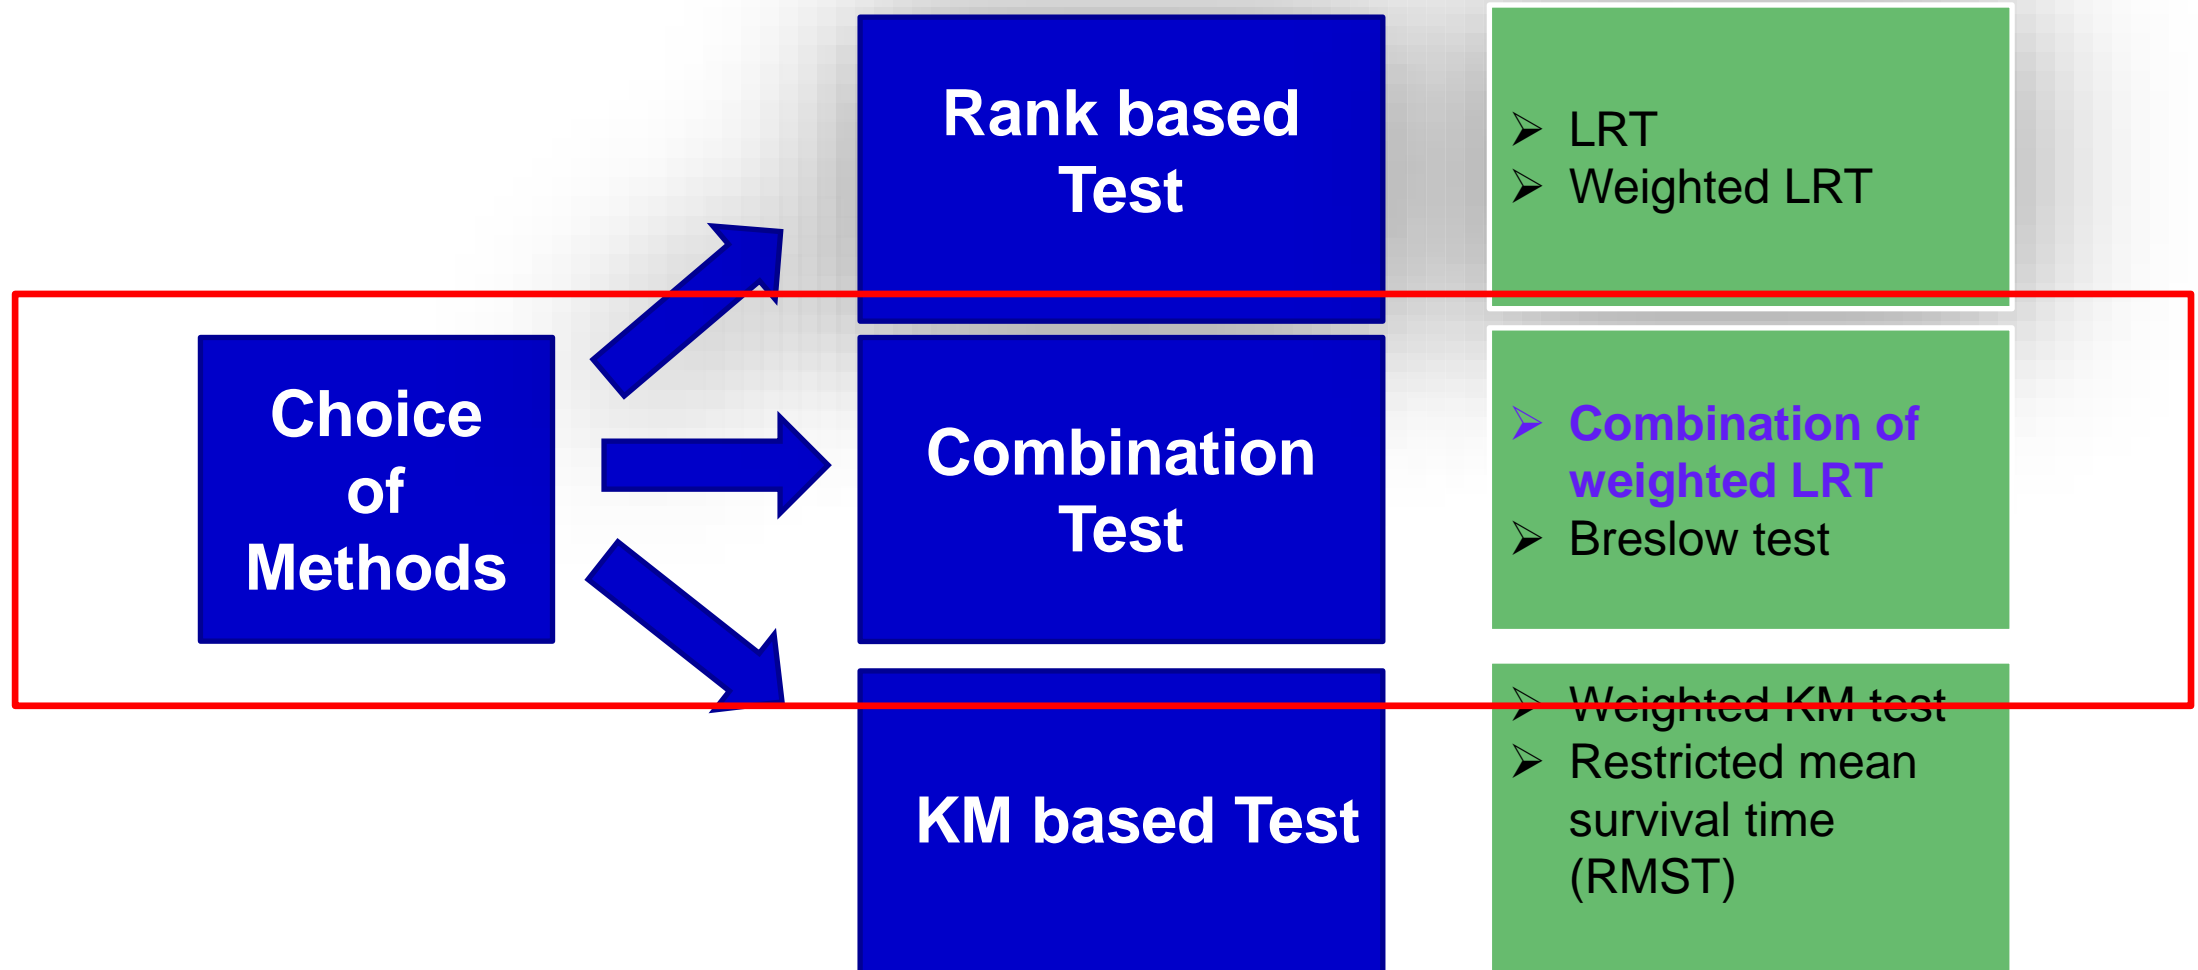 Choice
of
Methods
Rank based
Test
➢ LRT
➢ Weighted LRT
Combination
Test
➢ Combination of
weighted LRT
➢ Breslow test
KM based Test
➢ Weighted KM test
➢ Restricted mean
survival time
(RMST)